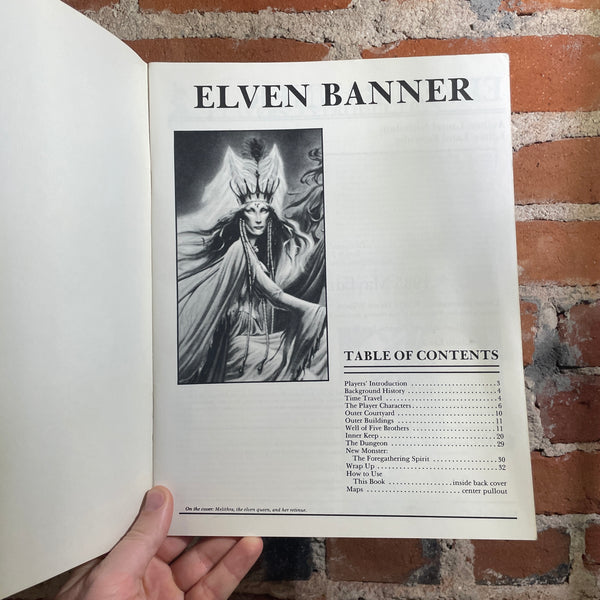 ELVEN BANNER
TABLE OF CONTENTS
Players' Introduction ................... 3
Background History .................. 4
Time Travel ........................... 4
The Player Characters ................. 6
Outer Courtyard ..................... 10
Outer Buildings ...................... 11
Well of Five Brothers ................. 11
Inner Keep ........................... 20
The Dungeon ......................... 29
New Monster:
The Foregathering Spirit ............ 30
Wrap Up ............................. 32
How to Use
This Book ............... inside back cover
Maps ..................... center pullout
On the cover: Melithia, the elven queen, and her retinue.